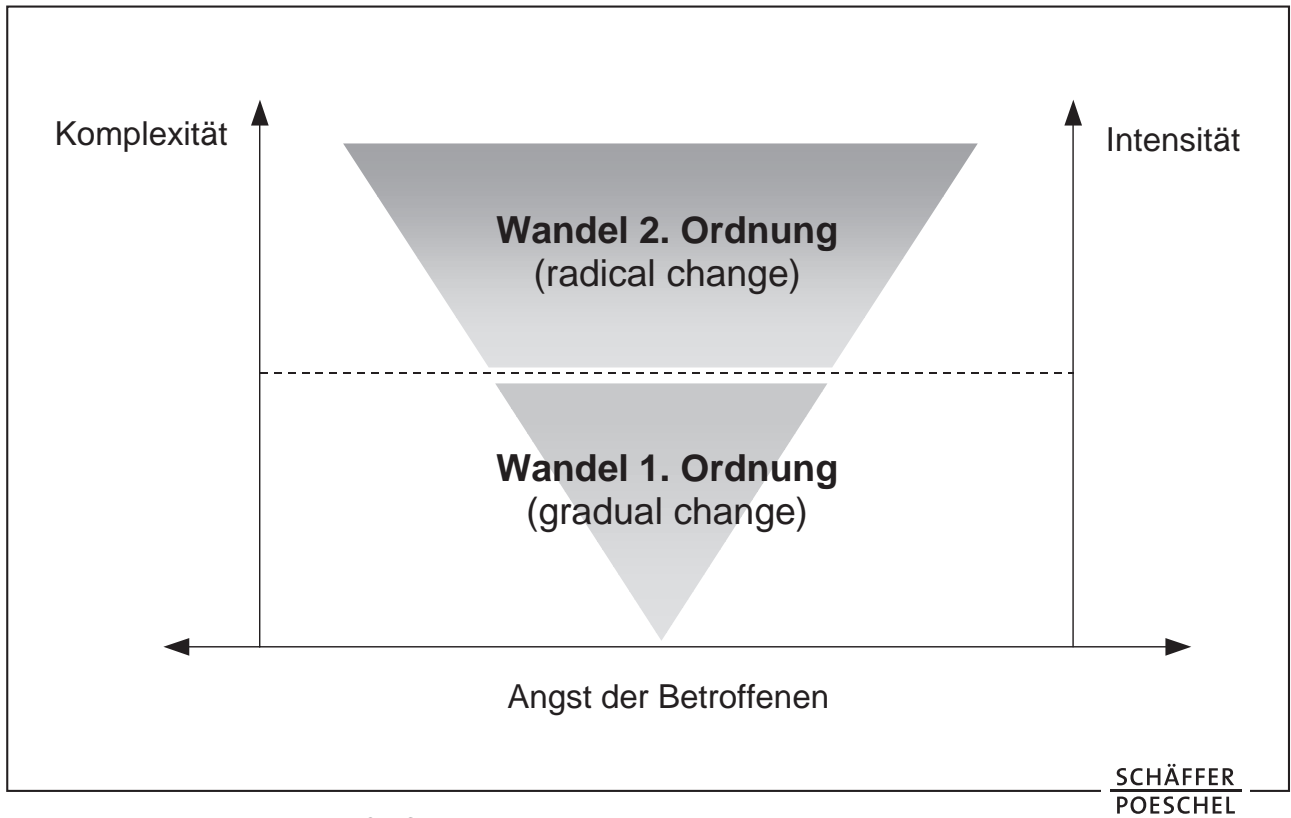 Komplexität
Intensität
Wandel 2. Ordnung
(radical change)
Wandel 1. Ordnung
(gradual change)
Angst der Betroffenen
SCHÄFFER
POESCHEL